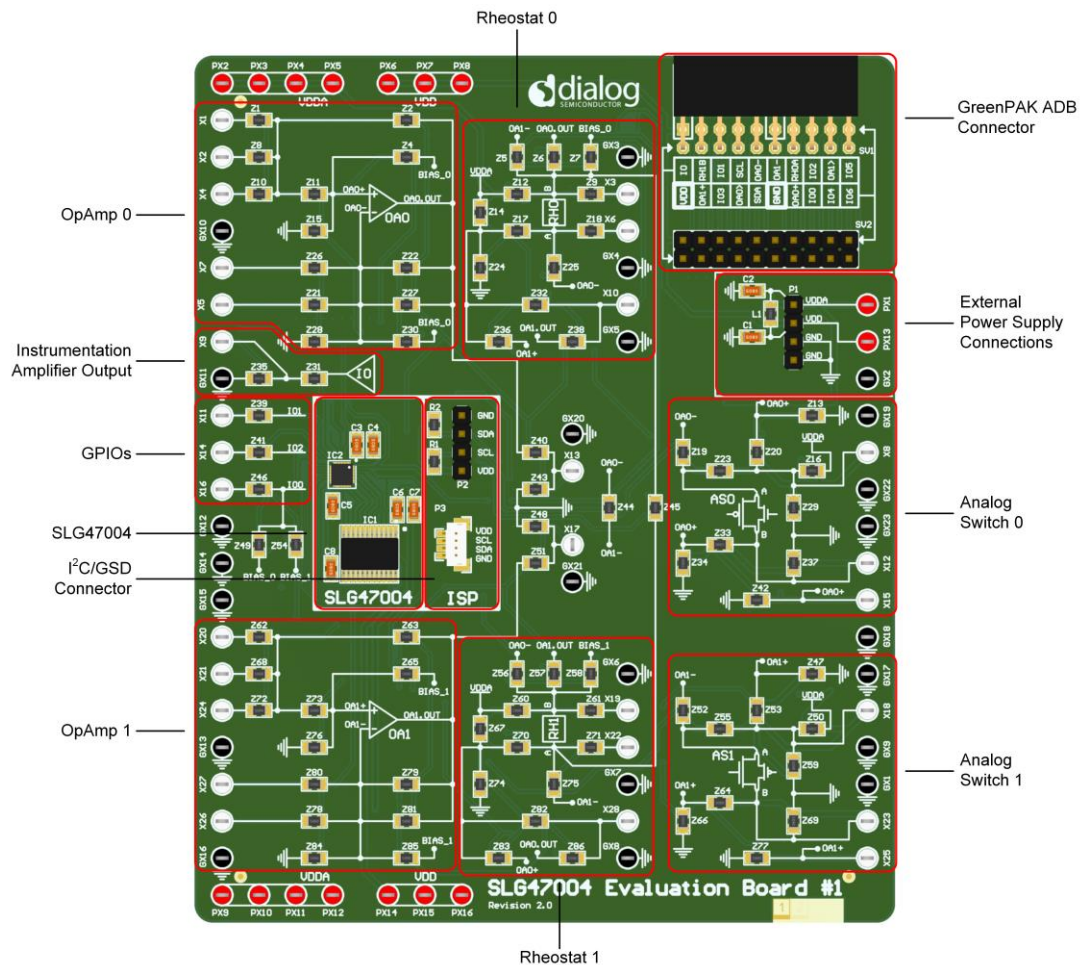 Rheostat 0
PX2 PX3 PX4 PX5 PX6 PX7 PX8
VDDA VDD
dialog
SEMICONDUCTOR
GreenPAK ADB
Connector
SV1
IO RH1B IO1 SCL OA0- OA1- RH0A IO2 OA1> IO5
VDD OA1+ IO3 OA0> SDA GND OA0+ IO0 IO4 IO6
SV2
OpAmp 0
X1 Z1 Z2
X2 Z8 Z4
BIAS_0
X4 Z10 Z11 OA0+ OA0.OUT
OA0- OA0
GX10 Z15
X7 Z26 Z22
X5 Z21 Z27
BIAS_0
Z28 Z30
OA1- OA0.OUT BIAS_0
Z5 Z6 Z7 GX3
VDDA Z12 B Z9 X3
Z14 RH0
Z17 A Z18 X6
Z24 Z25 GX4
OA0-
Z32 X10
Z36 OA1.OUT Z38 GX5
OA1+
C2 P1
VDDA PX1
L1 VDD
C1 GND PX13
GND
GX2
External
Power Supply
Connections
Instrumentation
Amplifier Output
X9
GX11 Z35 Z31 IO
GPIOs
X11 Z39 IO1
X14 Z41 IO2
X16 Z46 IO0
GX12
Z49 Z54
GX14
BIAS_0 BIAS_1
GX15
SLG47004
I²C/GSD
Connector
C3 C4
IC2
C5 C6 C7
IC1
C8
SLG47004
R2 GND
SDA
R1 SCL
VDD
P2
P3
VDD
SCL
SDA
GND
ISP
GX20
Z40 X13
Z43
Z48 X17
Z51
GX21
OA0-
Z44
OA1-
Z45
OA0+ Z13 GX19
OA0- VDDA
Z19 Z23 Z20 Z16 X8
GX22
AS0 A Z29
OA0+ B GX23
Z33
Z34 Z37 X12
Z42 OA0+ X15
Analog
Switch 0
GX18
OA1+ Z47 GX17
OA1- VDDA
Z52 Z55 Z53 Z50 X18
GX9
AS1 A Z59
OA1+ B GX1
Z64
Z66 Z69 X23
Z77 OA1+ X25
Analog
Switch 1
OpAmp 1
X20 Z62 Z63
X21 Z68 Z65
BIAS_1
X24 Z72 Z73 OA1+ OA1.OUT
OA1- OA1
GX13 Z76
X27 Z80 Z79
X26 Z78 Z81
BIAS_1
GX16 Z84 Z85
OA0- OA1.OUT BIAS_1
Z56 Z57 Z58 GX6
VDDA Z60 B Z61 X19
Z67 RH1
Z70 A Z71 X22
Z74 Z75 GX7
OA1-
Z82 X28
Z83 OA0.OUT Z86 GX8
OA0+
VDDA VDD
PX9 PX10 PX11 PX12 PX14 PX15 PX16
SLG47004 Evaluation Board #1
Revision 2.0
1
Rheostat 1